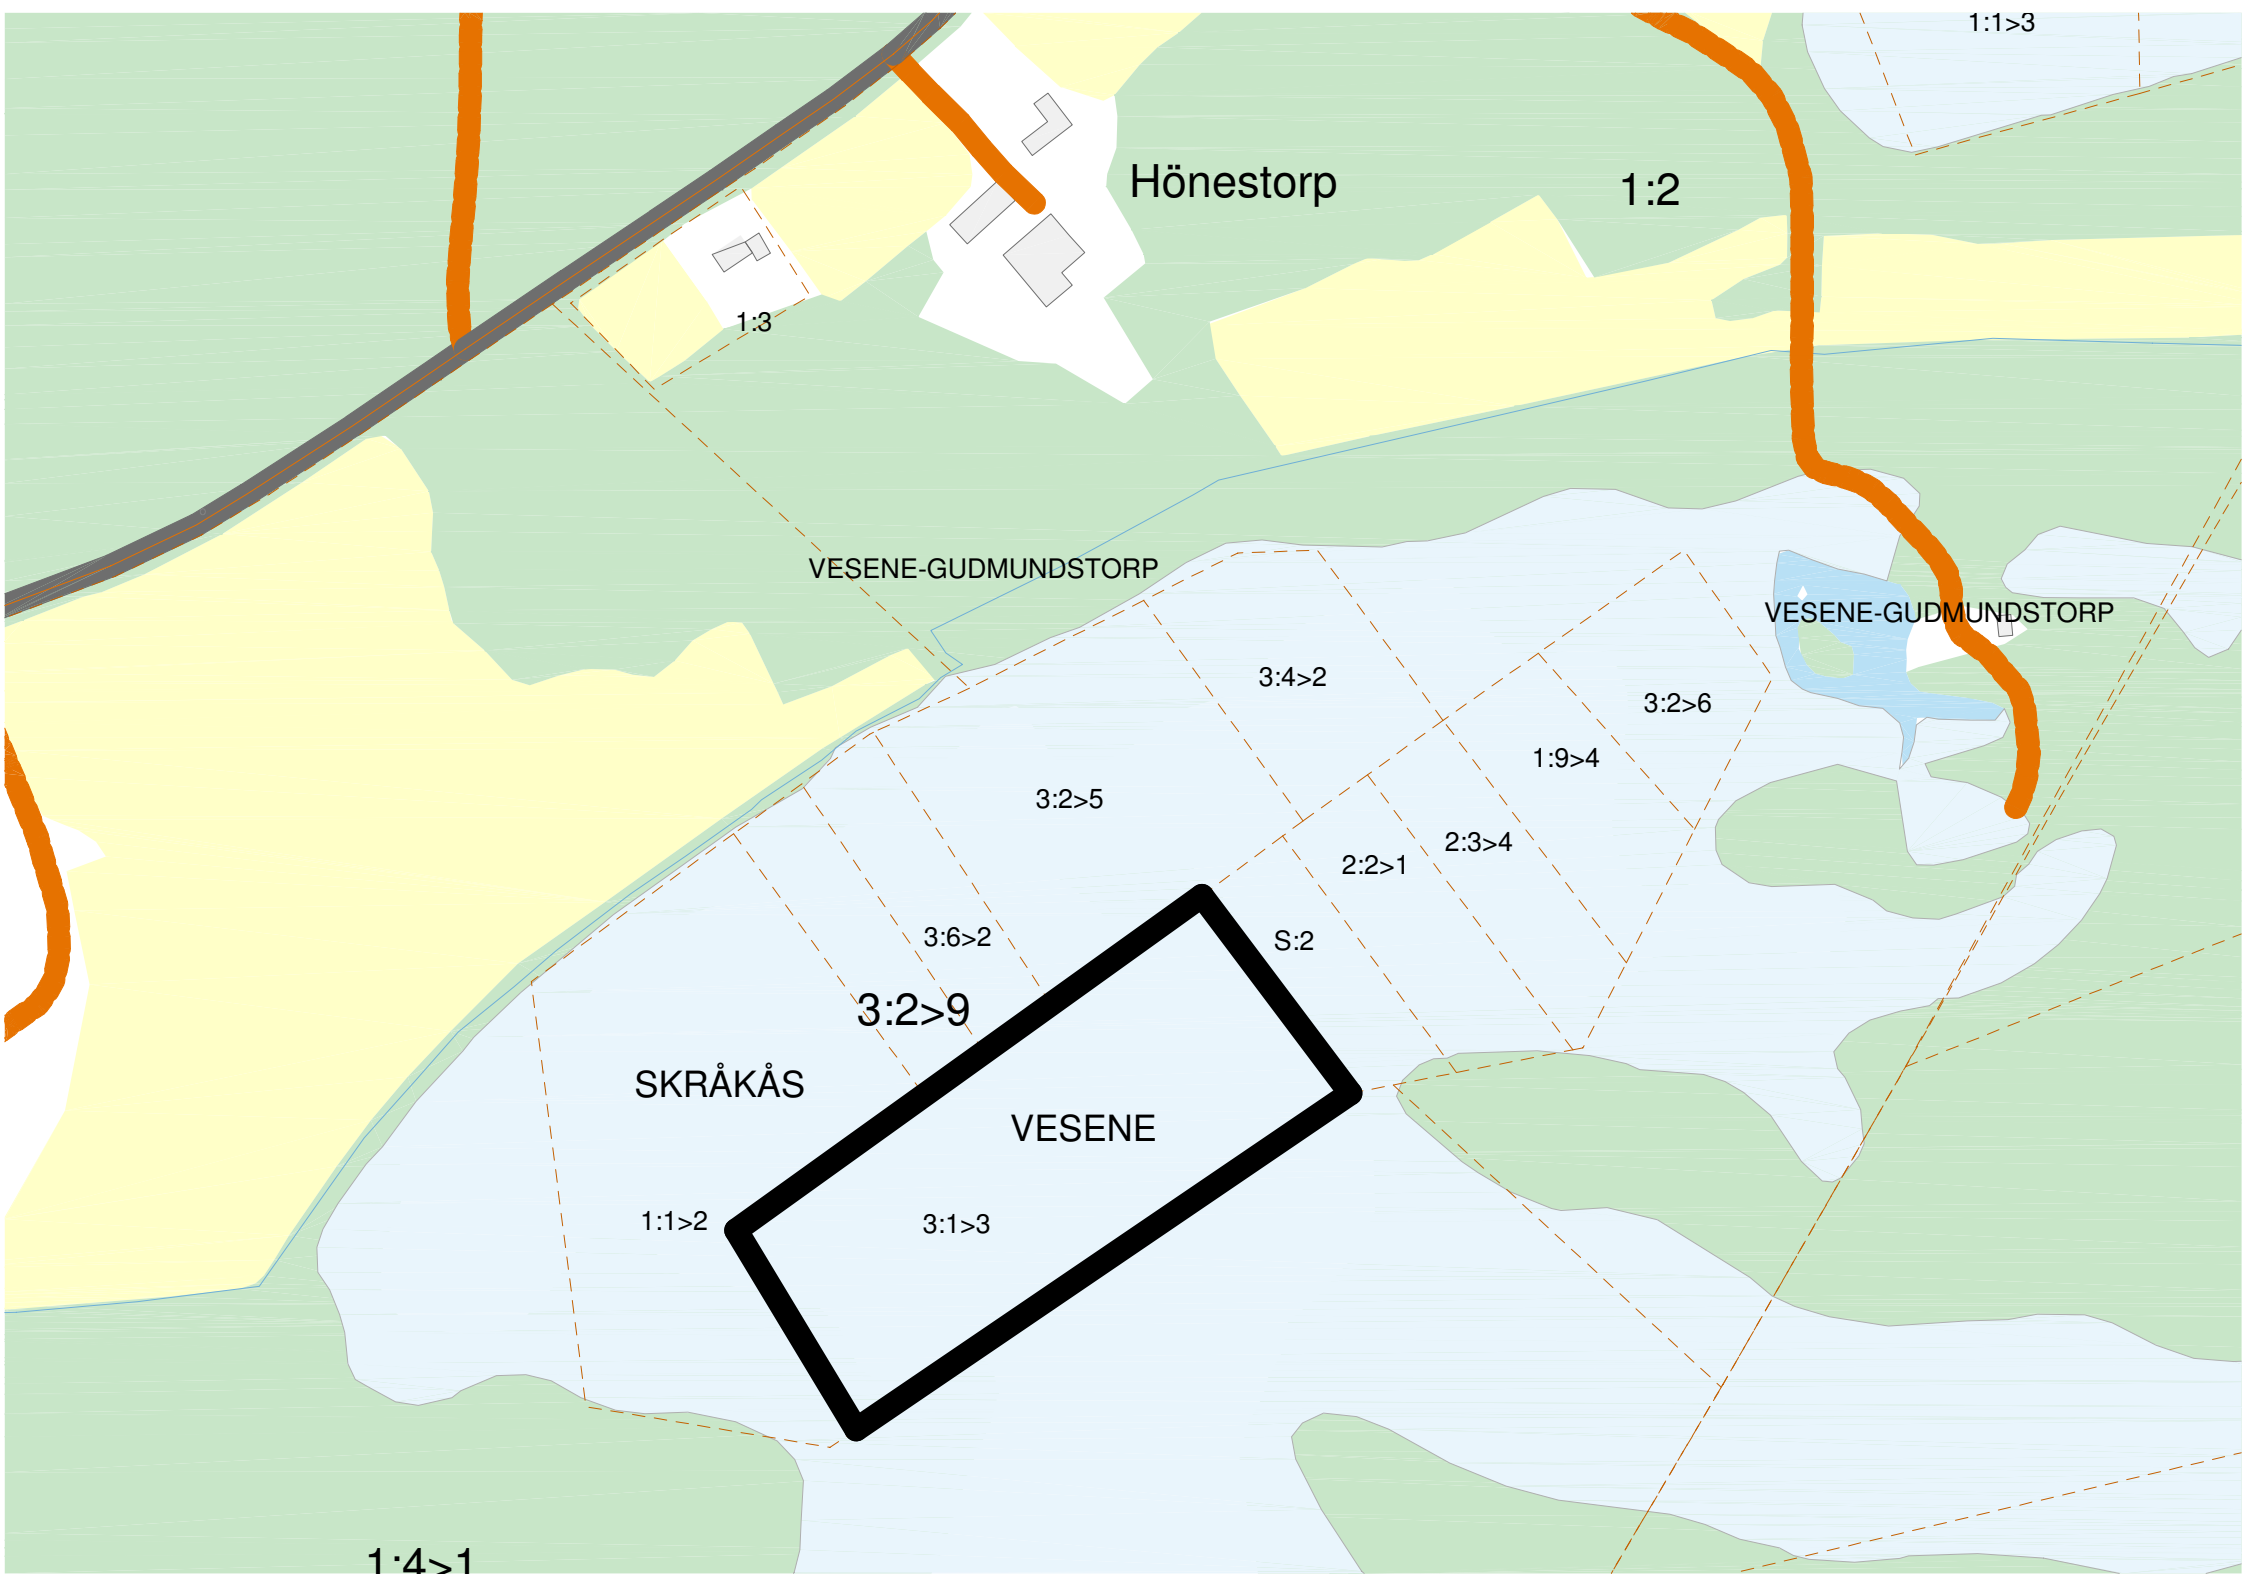 1:1>3
Hönestorp
1:2
1:3
VESENE-GUDMUNDSTORP
VESENE-GUDMUNDSTORP
3:4>2
3:2>6
1:9>4
3:2>5
2:3>4
2:2>1
3:6>2
S:2
3:2>9
SKRÅKÅS
VESENE
1:1>2
3:1>3
1:4>1